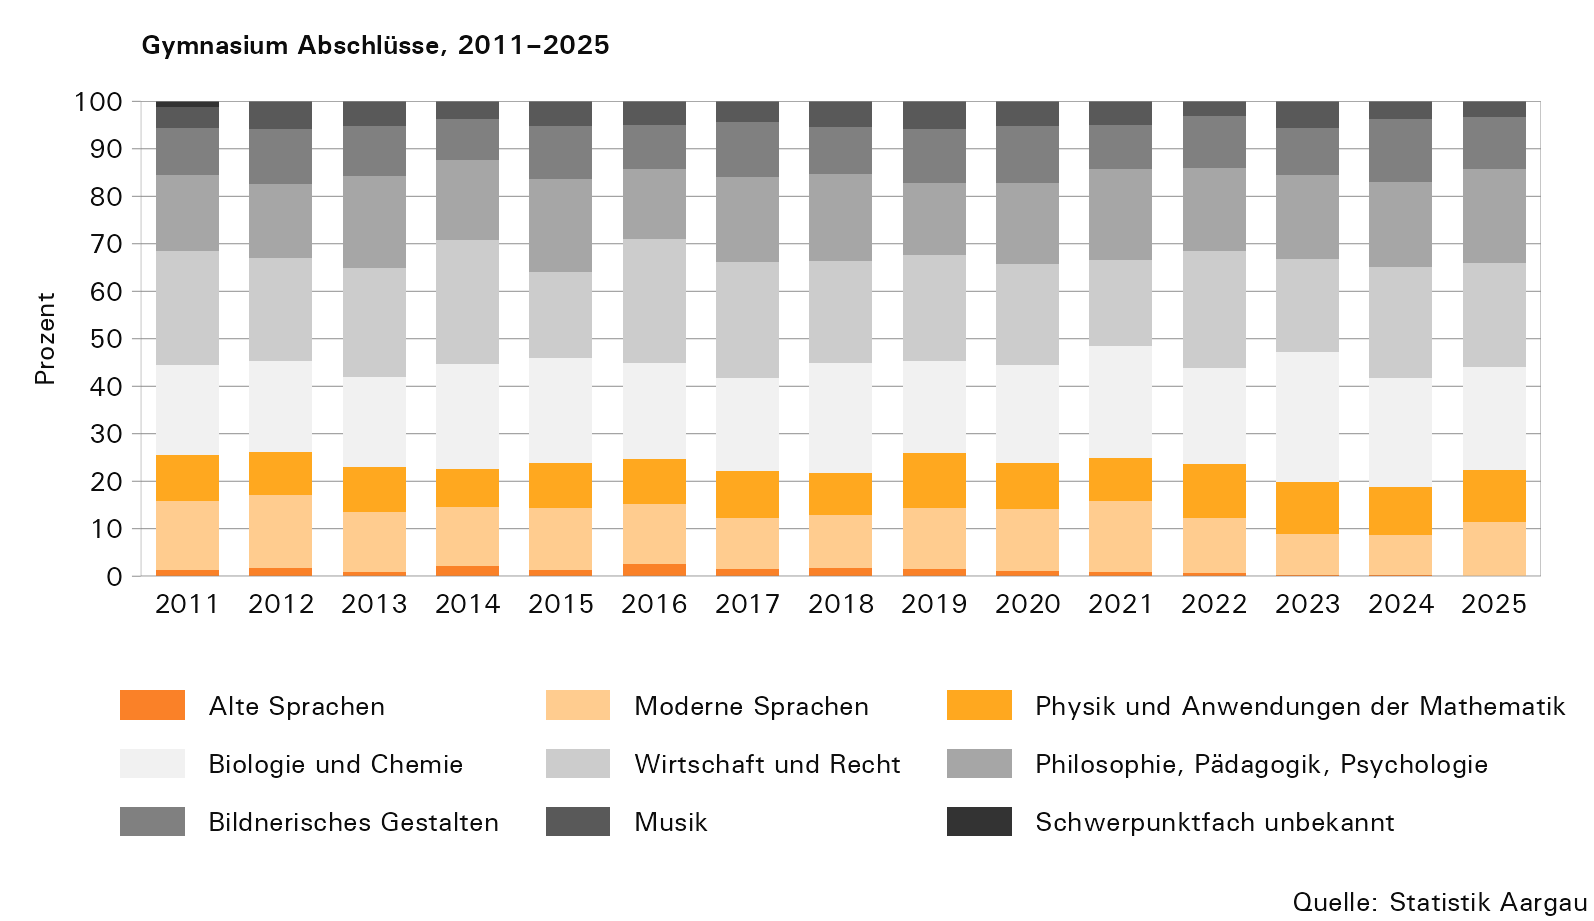 Gymnasium Abschlüsse, 2011–2025
Prozent
100
90
80
70
60
50
40
30
20
10
0
2011 2012 2013 2014 2015 2016 2017 2018 2019 2020 2021 2022 2023 2024 2025
Alte Sprachen Moderne Sprachen Physik und Anwendungen der Mathematik
Biologie und Chemie Wirtschaft und Recht Philosophie, Pädagogik, Psychologie
Bildnerisches Gestalten Musik Schwerpunktfach unbekannt
Quelle: Statistik Aargau